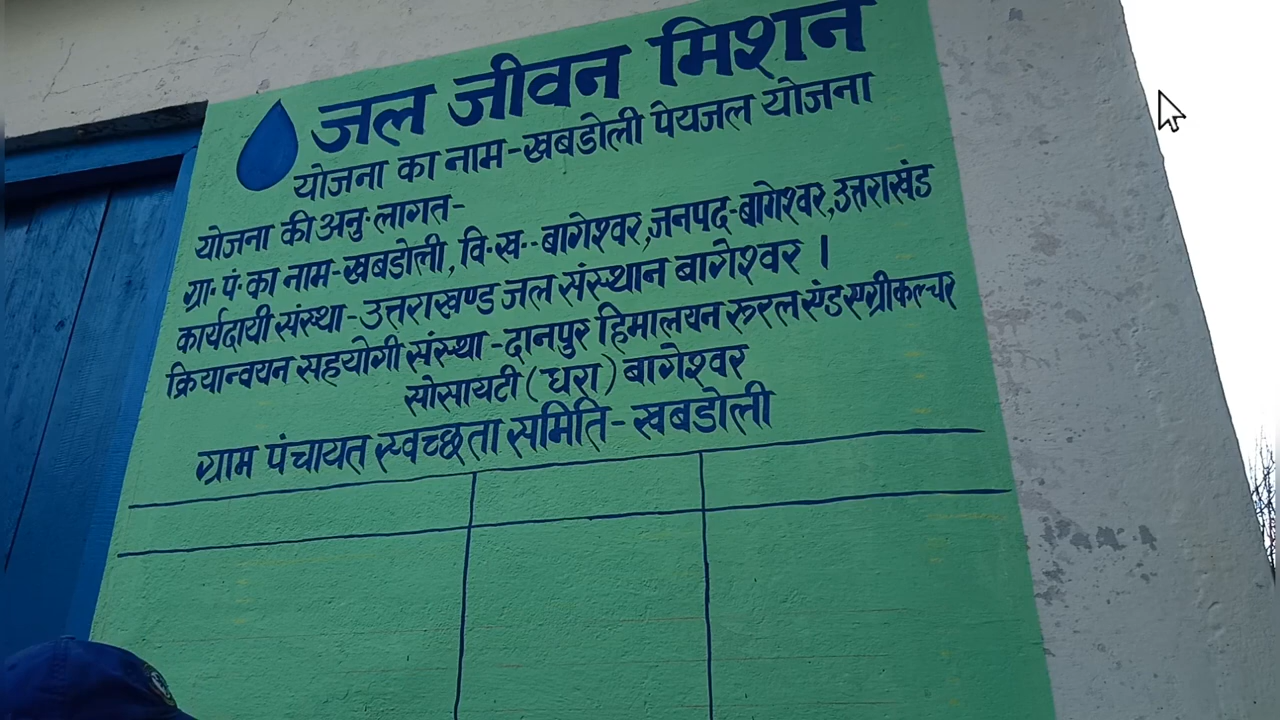 जल जीवन मिशन
योजना का नाम-खबडोली पेयजल योजना
योजना की अनु॰ लागत-
ग्रा॰ पं॰ का नाम-खबडोली, वि॰ख॰-बागेश्वर, जनपद-बागेश्वर, उत्तराखंड
कार्यदायी संस्था-उत्तराखण्ड जल संस्थान बागेश्वर ।
क्रियान्वयन सहयोगी संस्था-दानपुर हिमालयन रुरल एंड एग्रीकल्चर
सोसायटी (धरा) बागेश्वर
ग्राम पंचायत स्वच्छता समिति-खबडोली